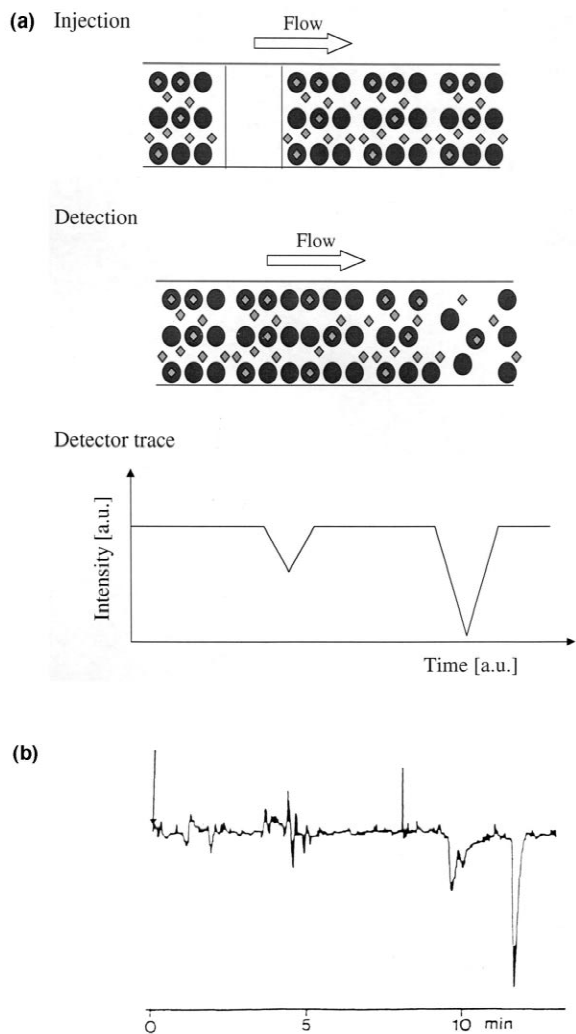 (a) Injection
Flow
Detection
Flow
Detector trace
Intensity [a.u.]
Time [a.u.]
(b)
0 5 10 min